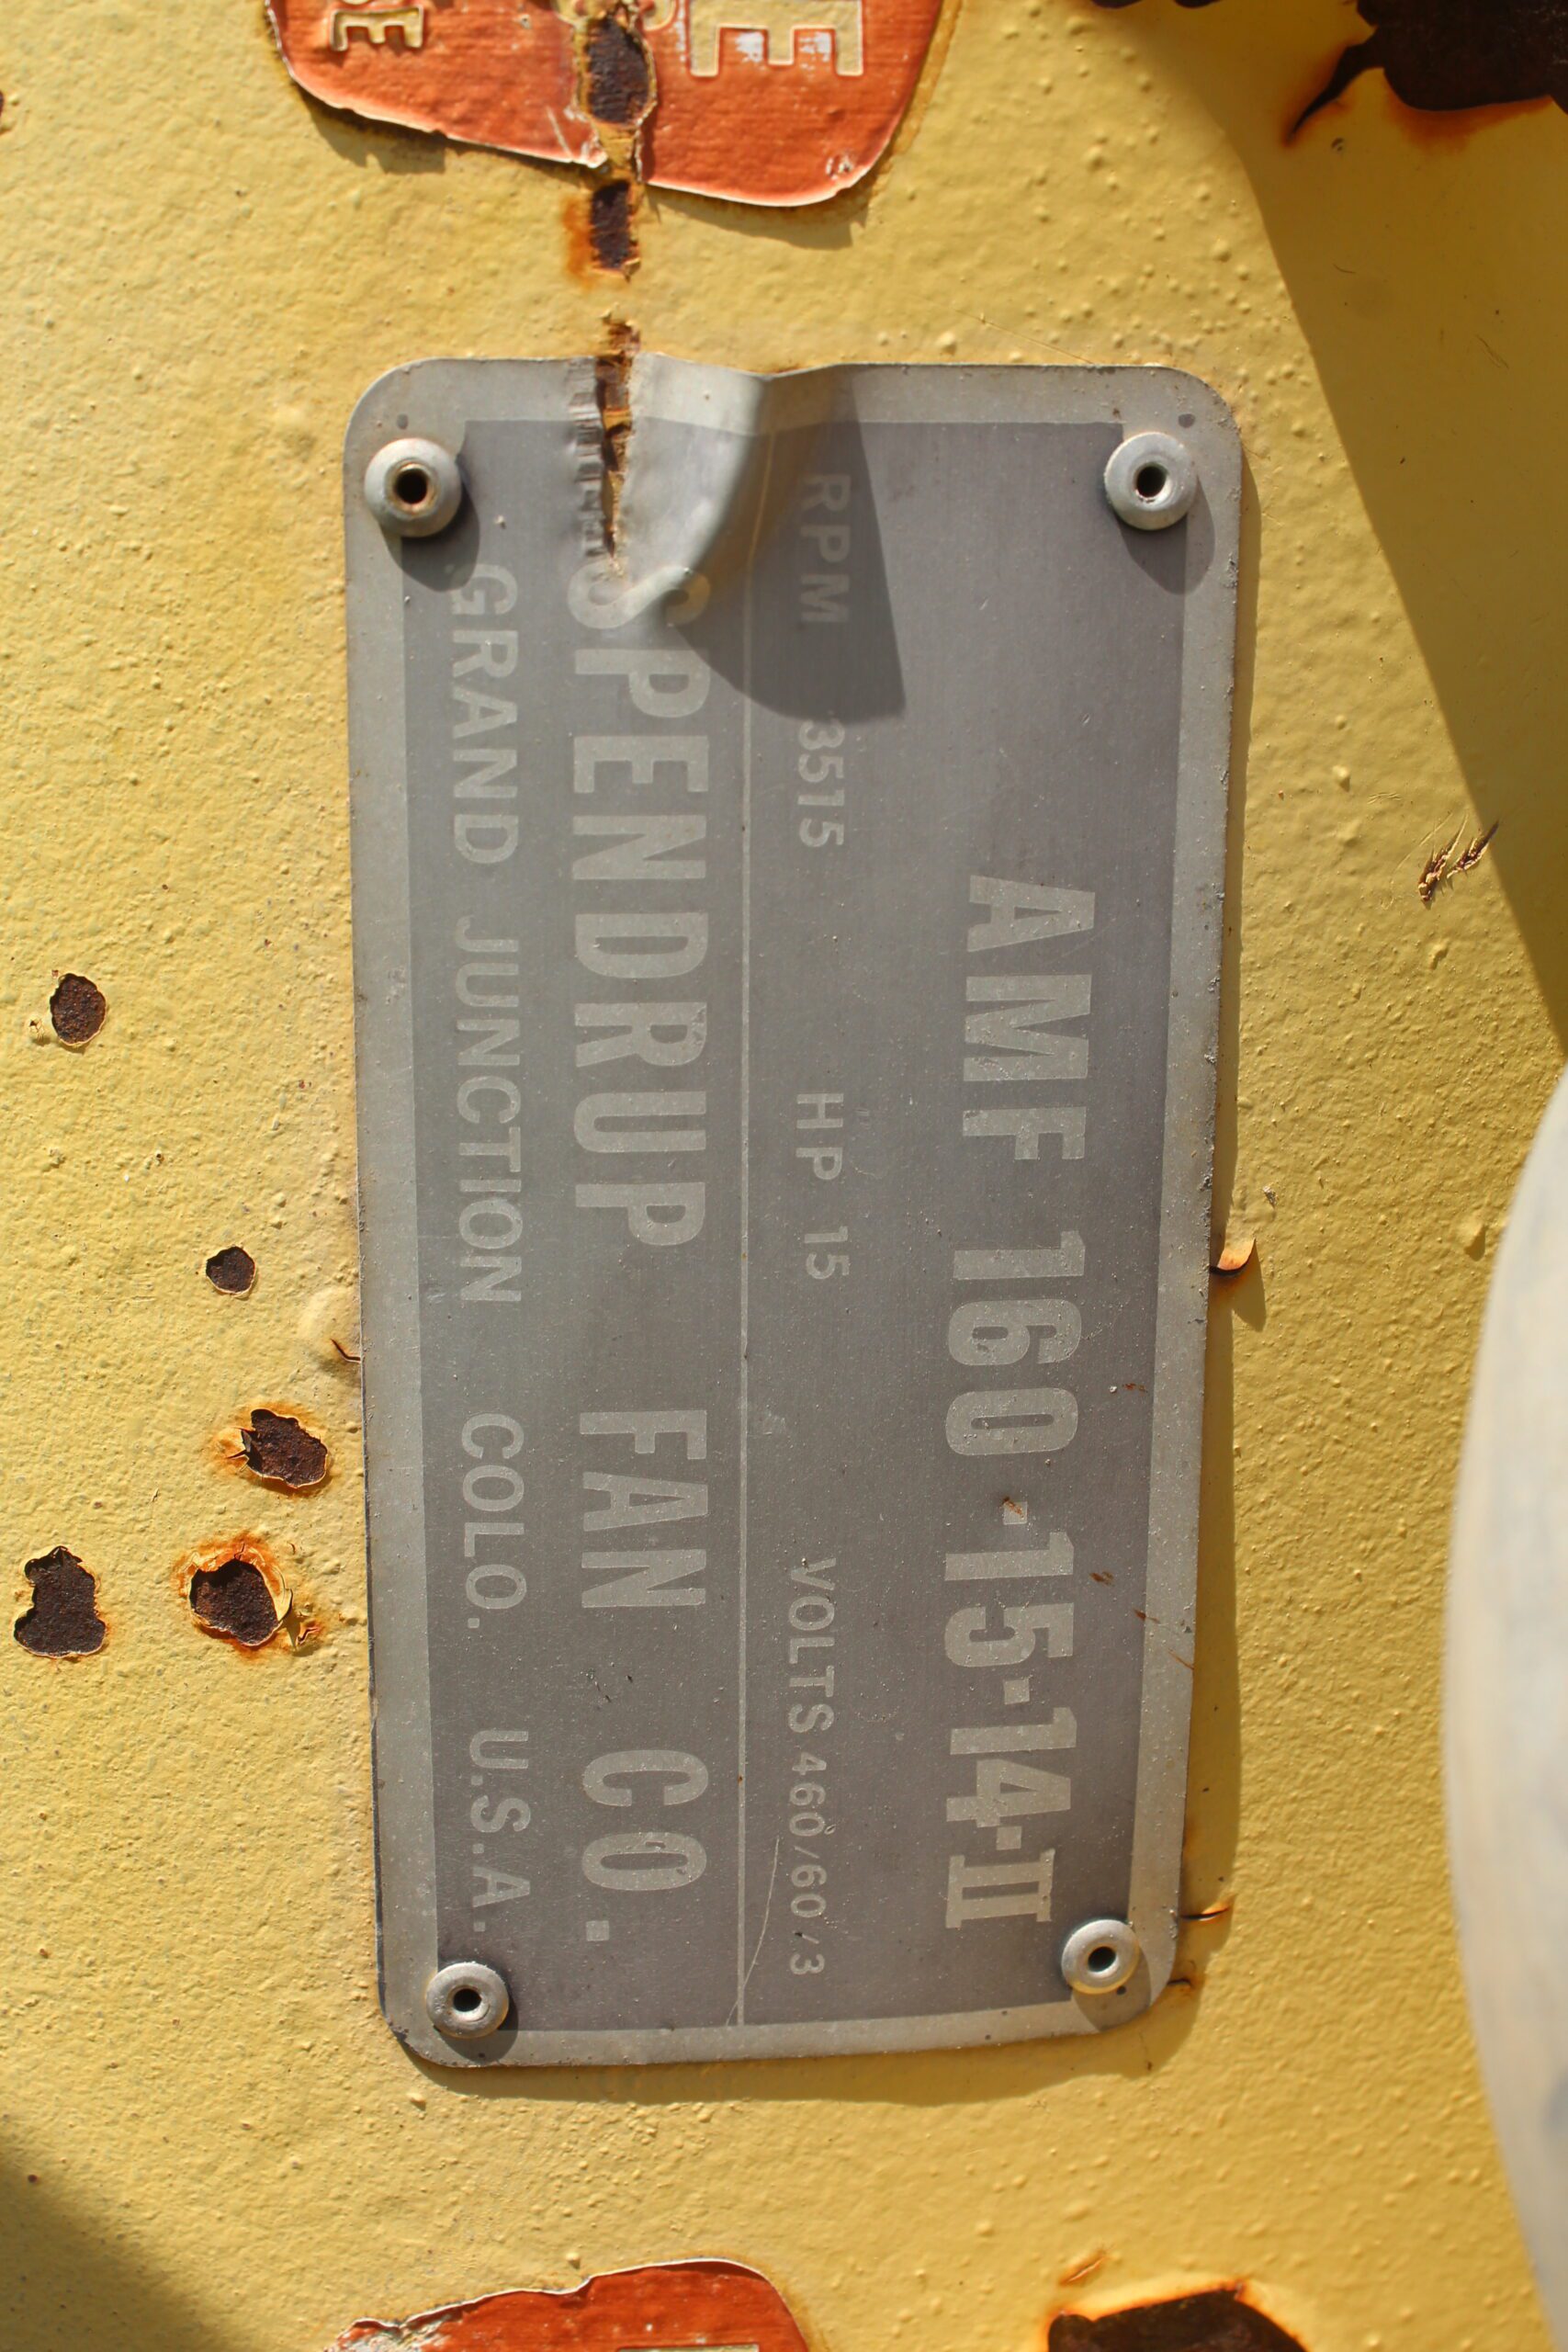 AMF 160-15-14-II
RPM 3515 HP 15 VOLTS 460/60/3
SPENDRUP FAN CO.
GRAND JUNCTION COLO. U.S.A.